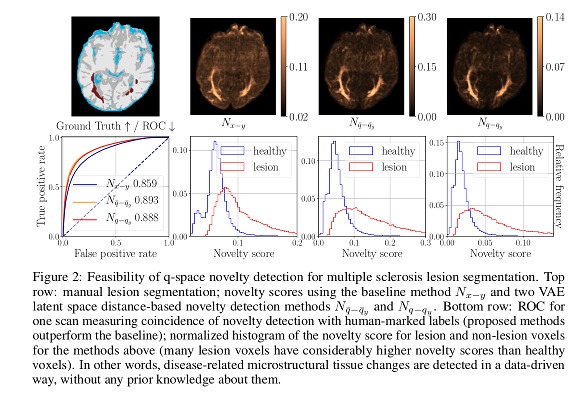 0.20
0.11
0.02
0.30
0.15
0.00
0.14
0.07
0.00
Ground Truth ↑ / ROC ↓
N_{x−y}
N_{q̄−q̄_y}
N_{q−q_y}
True positive rate
1.0
0.5
0.0
N_{x−y} 0.859
N_{q̄−q̄_y} 0.893
N_{q−q_y} 0.888
0.0 0.5 1.0
False positive rate
0.10
0.05
0.00
healthy
lesion
0.1 0.2
Novelty score
0.10
0.05
0.00
healthy
lesion
0.0 0.1 0.2 0.3
Novelty score
0.15
0.10
0.05
0.00
healthy
lesion
0.00 0.05 0.10
Novelty score
Relative frequency
Figure 2: Feasibility of q-space novelty detection for multiple sclerosis lesion segmentation. Top
row: manual lesion segmentation; novelty scores using the baseline method N_{x−y} and two VAE
latent space distance-based novelty detection methods N_{q̄−q̄_y} and N_{q−q_y}. Bottom row: ROC for
one scan measuring coincidence of novelty detection with human-marked labels (proposed methods
outperform the baseline); normalized histogram of the novelty score for lesion and non-lesion voxels
for the methods above (many lesion voxels have considerably higher novelty scores than healthy
voxels). In other words, disease-related microstructural tissue changes are detected in a data-driven
way, without any prior knowledge about them.